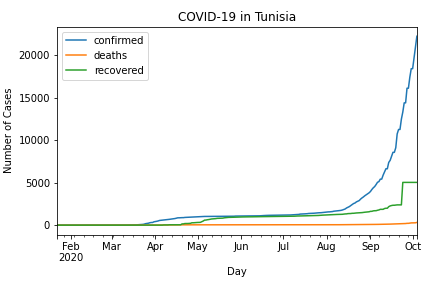 COVID-19 in Tunisia
confirmed
deaths
recovered
Number of Cases
20000
15000
10000
5000
0
Feb Mar Apr May Jun Jul Aug Sep Oct
2020
Day